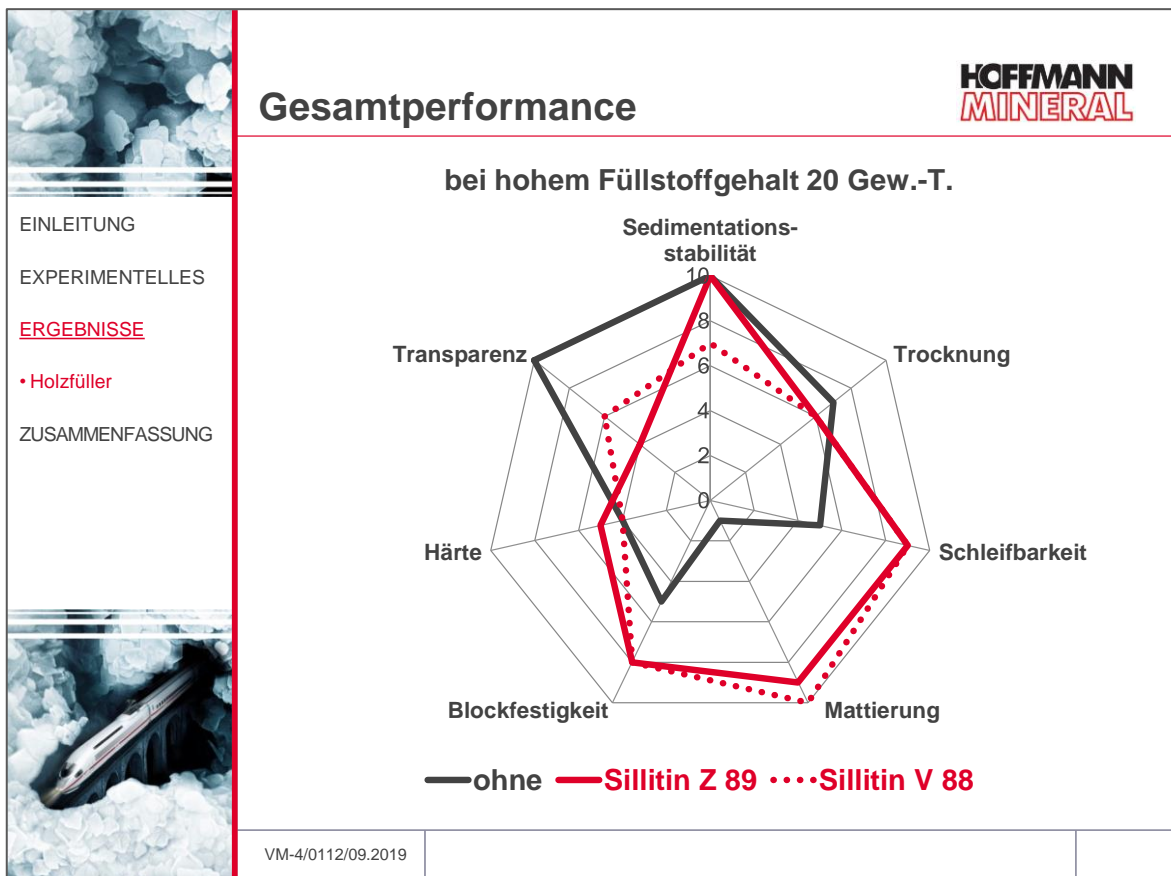 HOFFMANN
MINERAL
Gesamtperformance
EINLEITUNG
EXPERIMENTELLES
ERGEBNISSE
• Holzfüller
ZUSAMMENFASSUNG
bei hohem Füllstoffgehalt 20 Gew.-T.
Sedimentations-
stabilität
10
8
6
4
2
0
Trocknung
Schleifbarkeit
Mattierung
Blockfestigkeit
Härte
Transparenz
ohne Sillitin Z 89 Sillitin V 88
VM-4/0112/09.2019